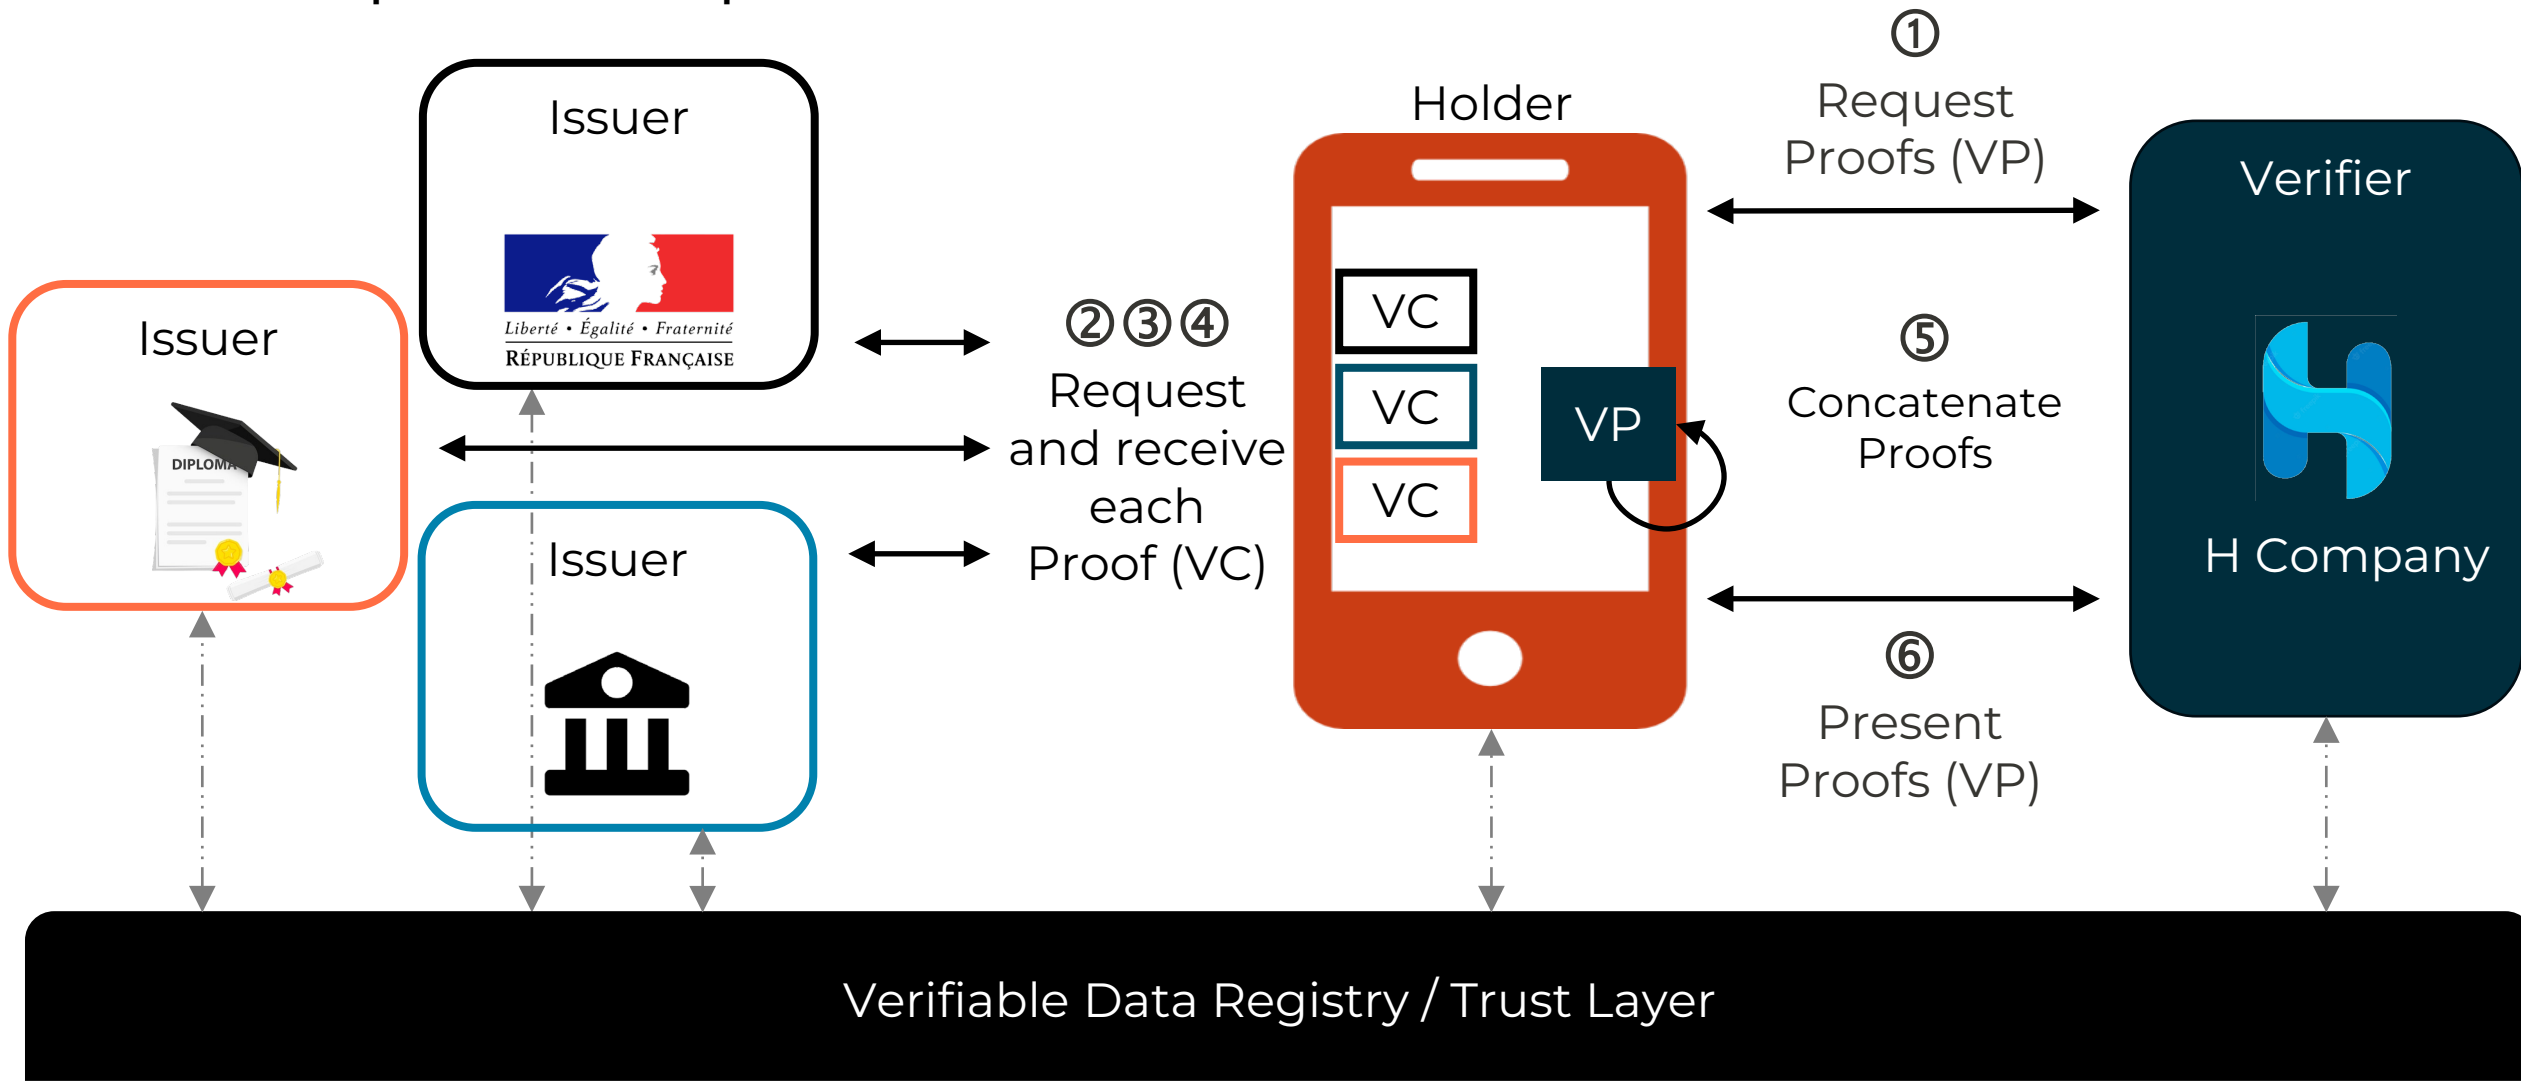 Issuer
Liberté • Égalité • Fraternité
RÉPUBLIQUE FRANÇAISE
Issuer
DIPLOMA
Issuer
②③④
Request
and receive
each
Proof (VC)
Holder
VC
VC
VC
VP
①
Request
Proofs (VP)
⑤
Concatenate
Proofs
⑥
Present
Proofs (VP)
Verifier
H Company
Verifiable Data Registry / Trust Layer